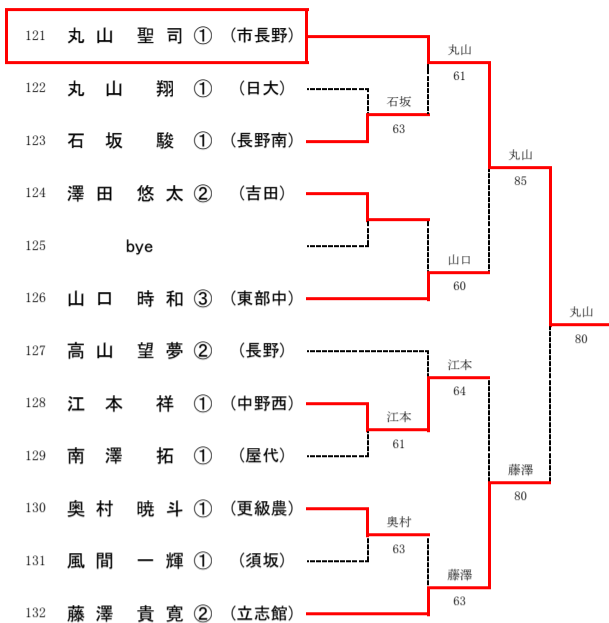 121 丸山 聖司 ① (市長野)
122 丸山 翔 ① (日大)
123 石坂 駿 ① (長野南)
124 澤田 悠太 ② (吉田)
125 bye
126 山口 時和 ③ (東部中)
127 高山 望夢 ② (長野)
128 江本 祥 ① (中野西)
129 南澤 拓 ① (屋代)
130 奥村 暁斗 ① (更級農)
131 風間 一輝 ① (須坂)
132 藤澤 貴寛 ② (立志館)
石坂
63
江本
61
奥村
63
丸山
61
山口
60
江本
64
藤澤
63
丸山
85
藤澤
80
丸山
80